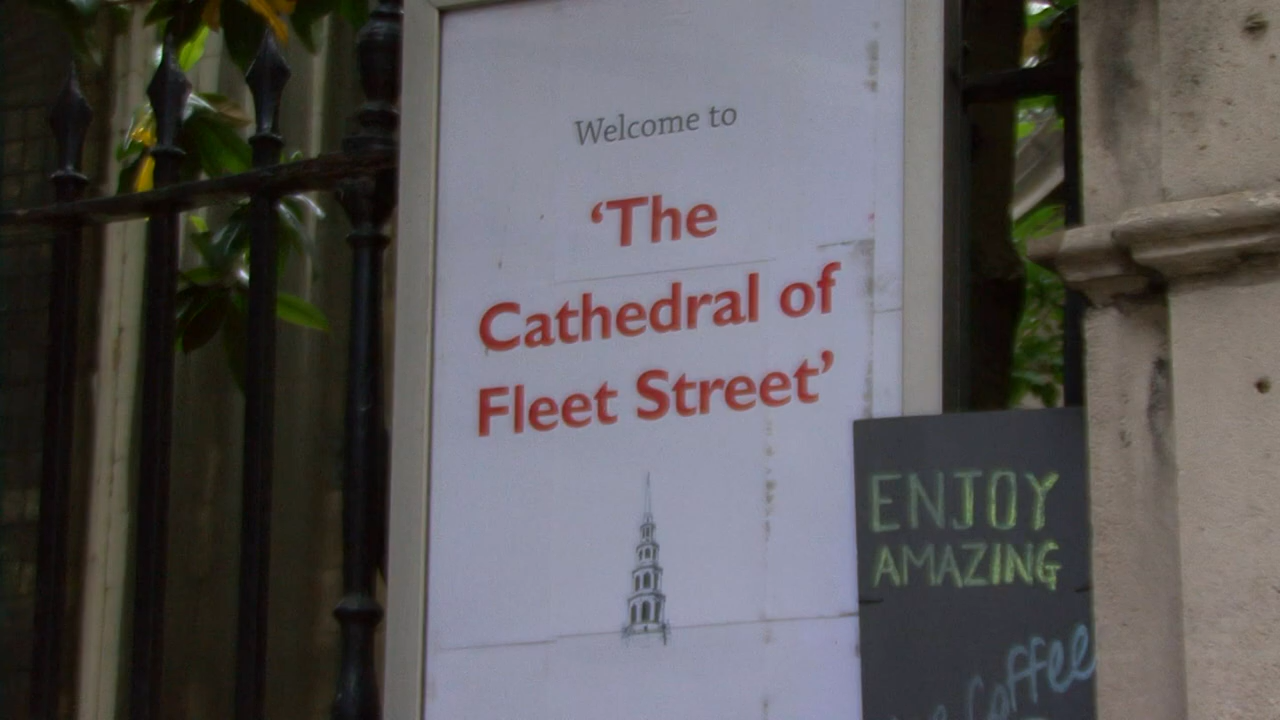 Welcome to
‘The
Cathedral of
Fleet Street’
ENJOY
AMAZING
Coffee